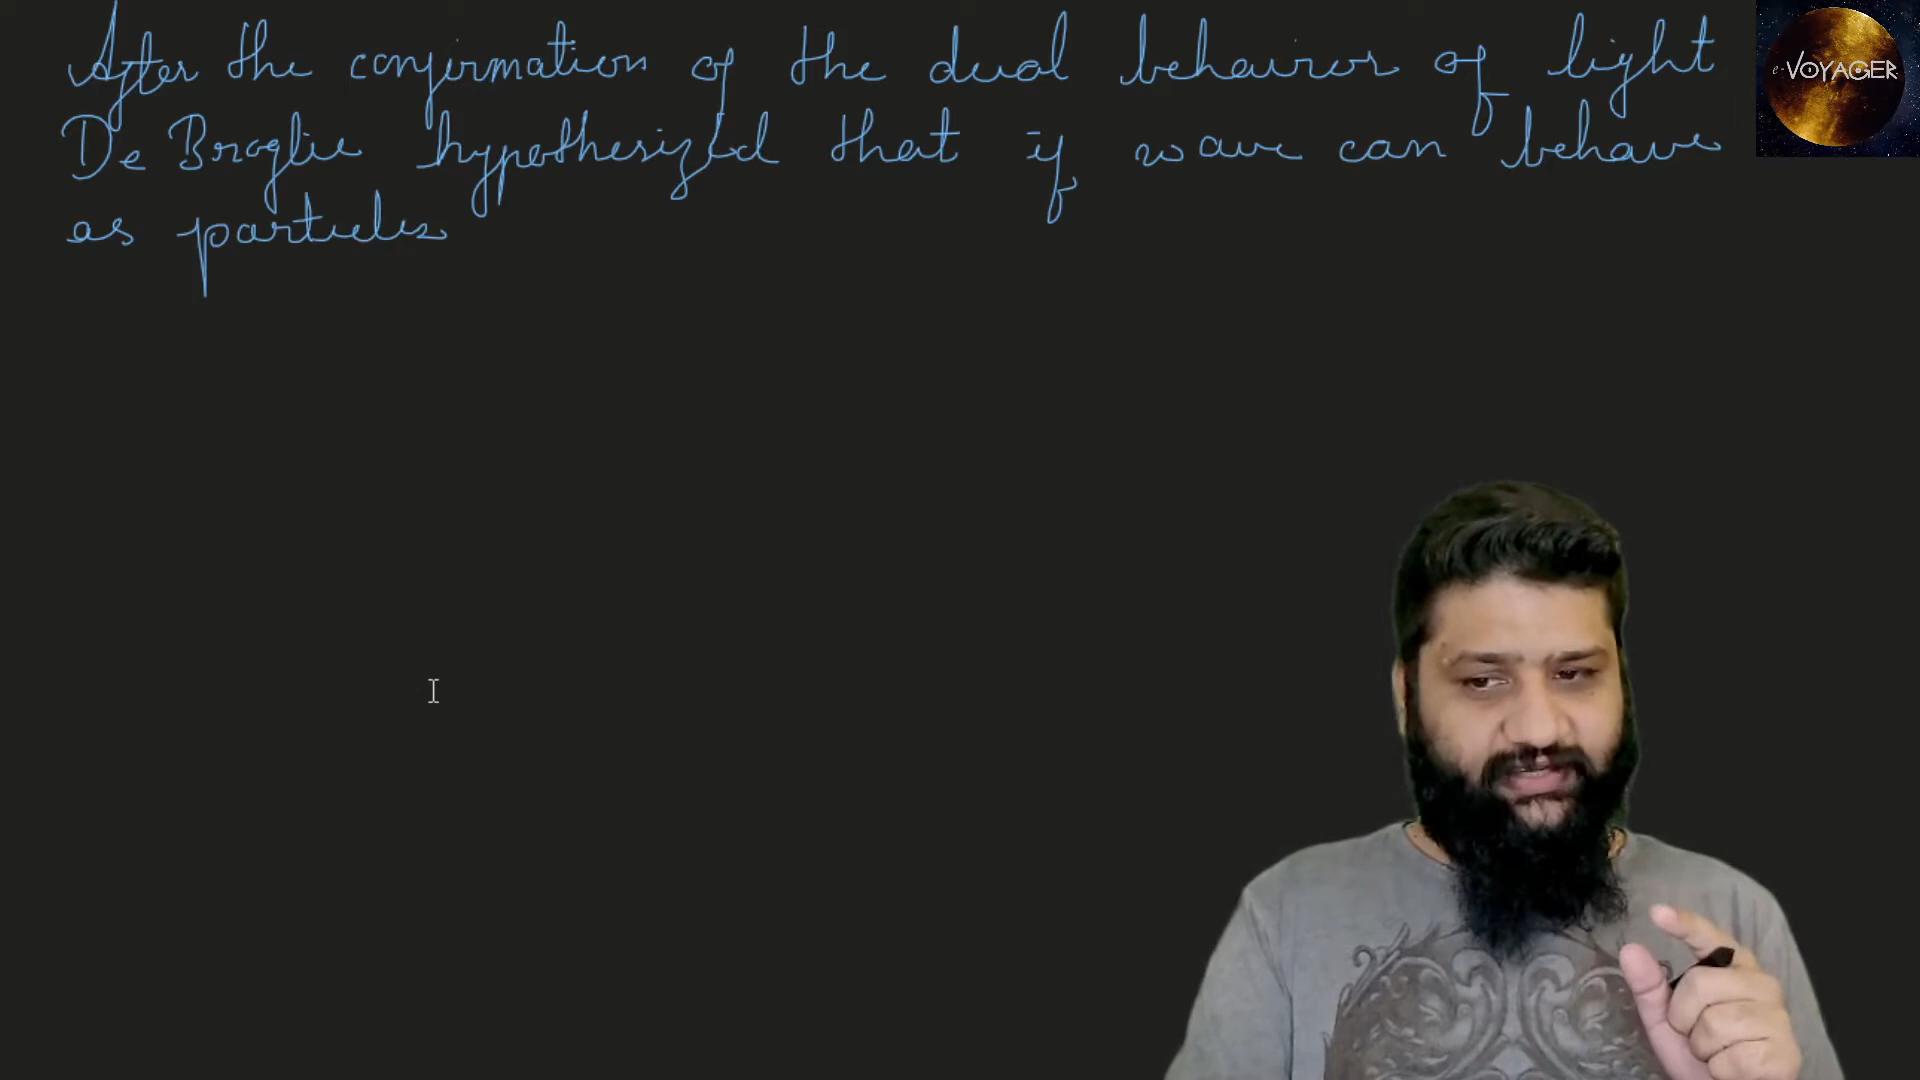 After the confirmation of the dual behaivor of light
e-VOYAGER
De Broglie hypothesized that if wave can behave
as particles